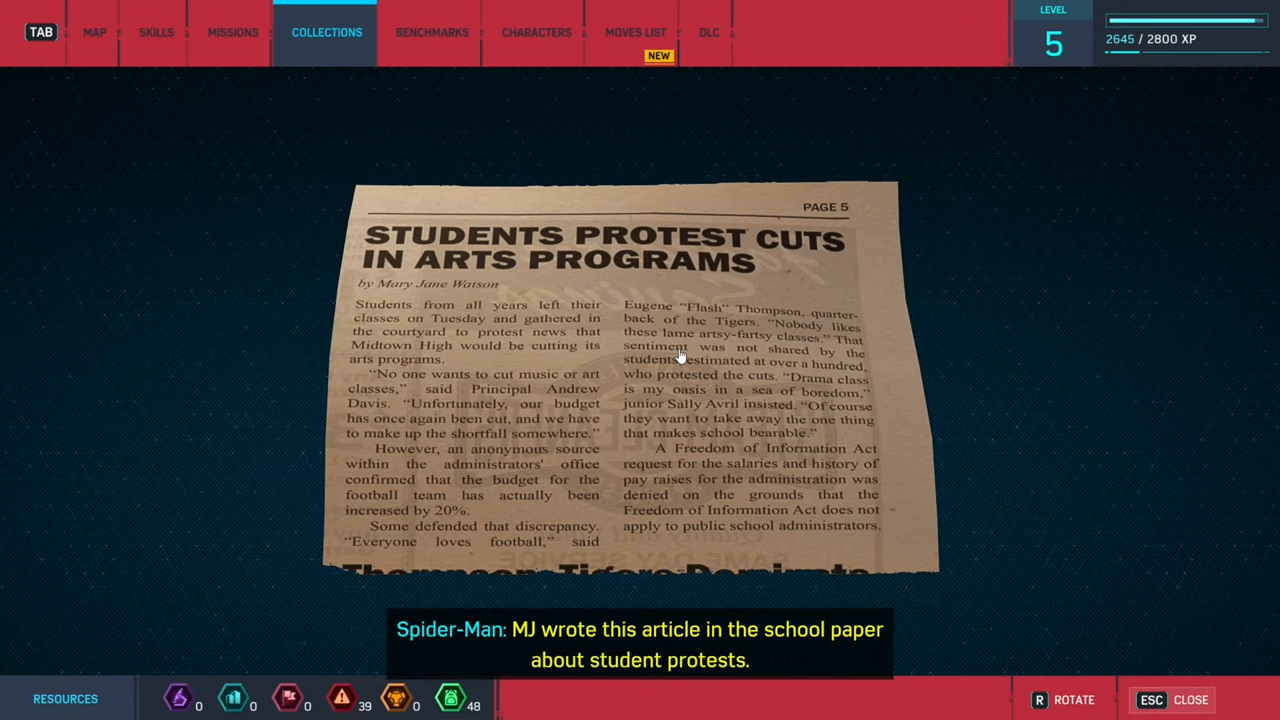 TAB
MAP
SKILLS
MISSIONS
COLLECTIONS
BENCHMARKS
CHARACTERS
MOVES LIST
NEW
DLC
LEVEL
5
2645 / 2800 XP
PAGE 5
STUDENTS PROTEST CUTS
IN ARTS PROGRAMS
by Mary Jane Watson
Students from all years left their
classes on Tuesday and gathered in
the courtyard to protest news that
Midtown High would be cutting its
arts programs.
"No one wants to cut music or art
classes," said Principal Andrew
Davis. "Unfortunately, our budget
has once again been cut, and we have
to make up the shortfall somewhere."
However, an anonymous source
within the administrators' office
confirmed that the budget for the
football team has actually been
increased by 20%.
Some defended that discrepancy.
"Everyone loves football," said
Eugene "Flash" Thompson, quarter-
back of the Tigers. "Nobody likes
these lame artsy-fartsy classes." That
sentiment was not shared by the
students estimated at over a hundred,
who protested the cuts. "Drama class
is my oasis in a sea of boredom,"
junior Sally Avril insisted. "Of course
they want to take away the one thing
that makes school bearable."
A Freedom of Information Act
request for the salaries and history of
pay raises for the administration was
denied on the grounds that the
Freedom of Information Act does not
apply to public school administrators.
Thompson, Tigers Dominate
Spider-Man: MJ wrote this article in the school paper
about student protests.
RESOURCES
0
0
0
39
0
48
R ROTATE
ESC CLOSE